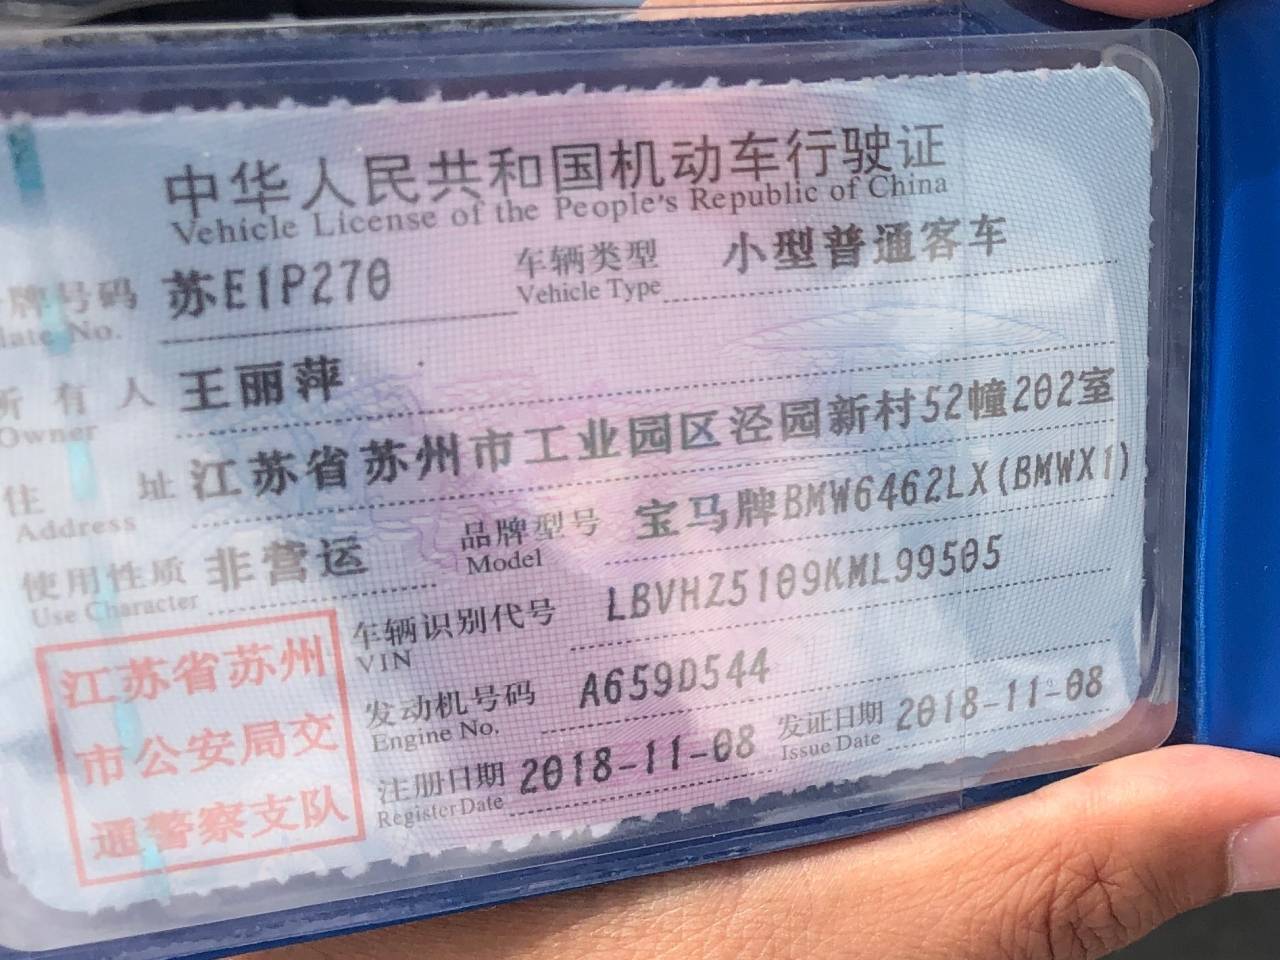 中华人民共和国机动车行驶证
Vehicle License of the People's Republic of China
牌号码 苏E1P270 车辆类型 小型普通客车
late No. Vehicle Type
所有人 王丽萍
Owner
住址 江苏省苏州市工业园区泾园新村52幢202室
Address
使用性质 非营运 品牌型号 宝马牌BMW6462LX(BMWX1)
Use Character Model
车辆识别代号 LBVHZ5109KML99505
VIN
发动机号码 A659D544
Engine No.
注册日期 2018-11-08 发证日期 2018-11-08
Register Date Issue Date
江苏省苏州
市公安局交
通警察支队